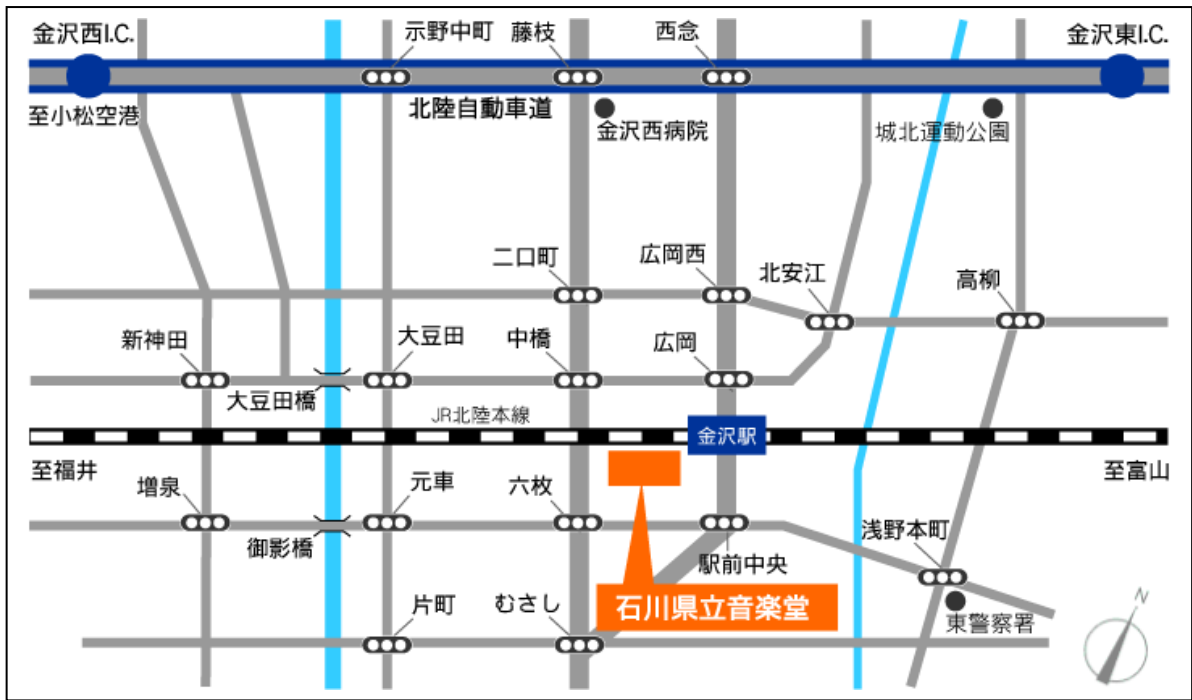 金沢西I.C.
示野中町
藤枝
西念
金沢東I.C.
至小松空港
北陸自動車道
金沢西病院
城北運動公園
二口町
広岡西
北安江
高柳
新神田
大豆田
中橋
広岡
大豆田橋
JR北陸本線
金沢駅
至福井
至富山
増泉
元車
六枚
浅野本町
御影橋
駅前中央
片町
むさし
石川県立音楽堂
東警察署
N